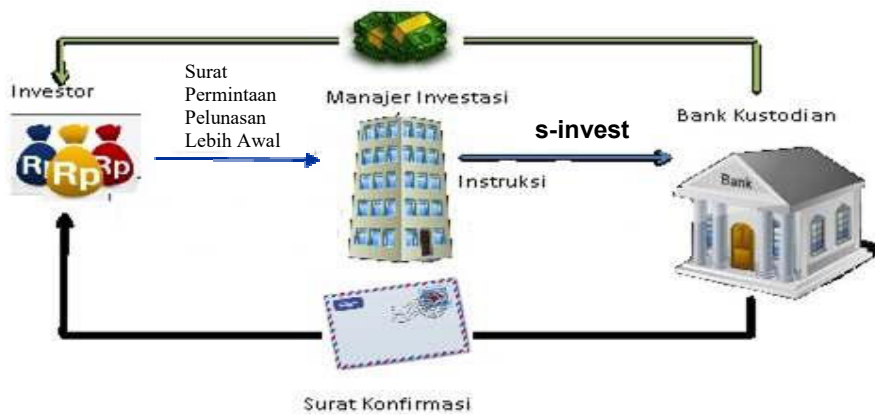 Investor
Surat
Permintaan
Pelunasan
Lebih Awal
Manajer Investasi
s-invest
Instruksi
Bank Kustodian
Rp
Rp
Rp
Bank
Surat Konfirmasi